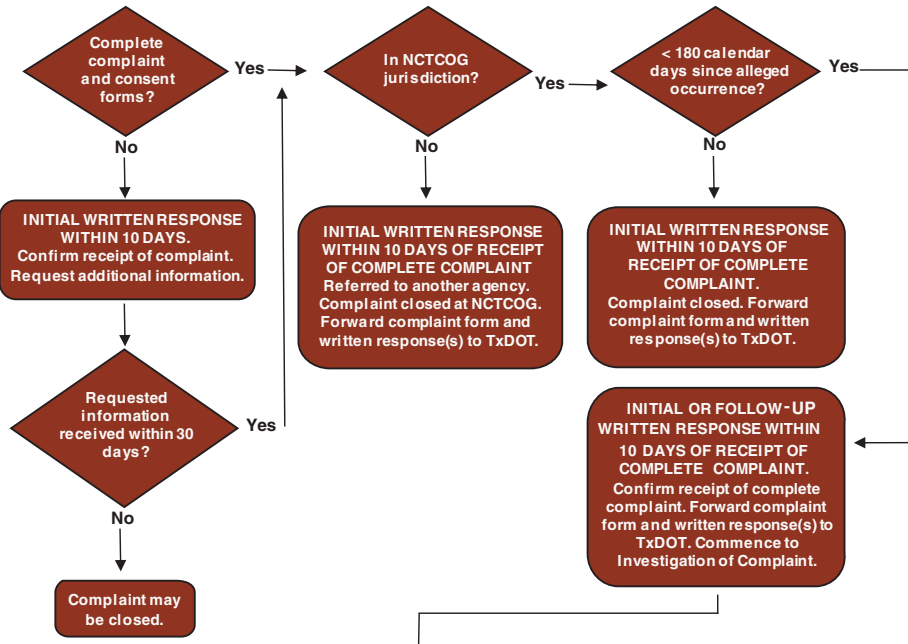 Complete
complaint
and consent
forms?
Yes
No
In NCTCOG
jurisdiction?
Yes
No
< 180 calendar
days since alleged
occurrence?
Yes
No
INITIAL WRITTEN RESPONSE
WITHIN 10 DAYS.
Confirm receipt of complaint.
Request additional information.
INITIAL WRITTEN RESPONSE
WITHIN 10 DAYS OF RECEIPT
OF COMPLETE COMPLAINT
Referred to another agency.
Complaint closed at NCTCOG.
Forward complaint form and
written response(s) to TxDOT.
INITIAL WRITTEN RESPONSE
WITHIN 10 DAYS OF
RECEIPT OF COMPLETE
COMPLAINT.
Complaint closed. Forward
complaint form and written
response(s) to TxDOT.
Requested
information
received within 30
days?
Yes
No
INITIAL OR FOLLOW-UP
WRITTEN RESPONSE WITHIN
10 DAYS OF RECEIPT OF
COMPLETE COMPLAINT.
Confirm receipt of complete
complaint. Forward complaint
form and written response(s) to
TxDOT. Commence to
Investigation of Complaint.
Complaint may
be closed.